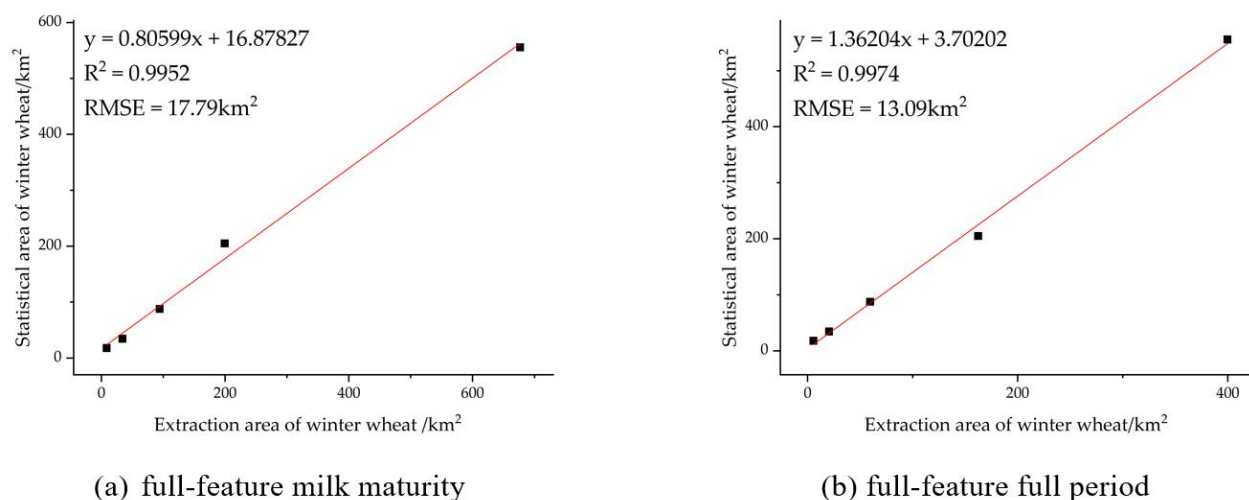 y = 0.80599x + 16.87827
R² = 0.9952
RMSE = 17.79km²
Statistical area of winter wheat/km²
600
400
200
0
0 200 400 600
Extraction area of winter wheat /km²
(a) full-feature milk maturity
y = 1.36204x + 3.70202
R² = 0.9974
RMSE = 13.09km²
Statistical area of winter wheat/km²
400
200
0
0 200 400
Extraction area of winter wheat/km²
(b) full-feature full period